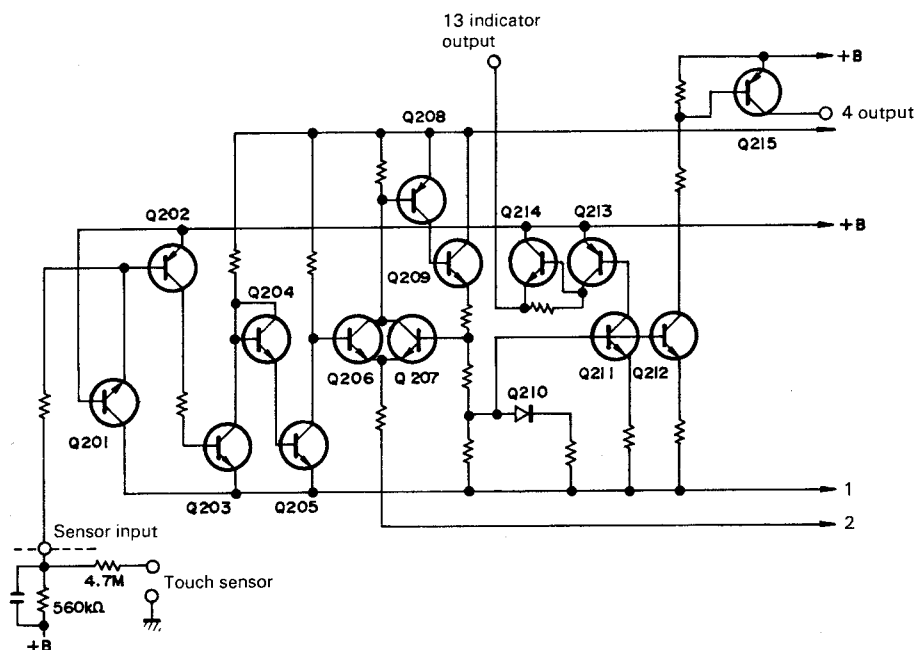 13 indicator
output
+B
4 output
Q215
Q208
Q202
Q214
Q213
+B
Q209
Q204
Q207
Q206
Q211
Q212
Q210
Q201
Q203
Q205
1
2
Sensor input
4.7M
Touch sensor
560kΩ
+B